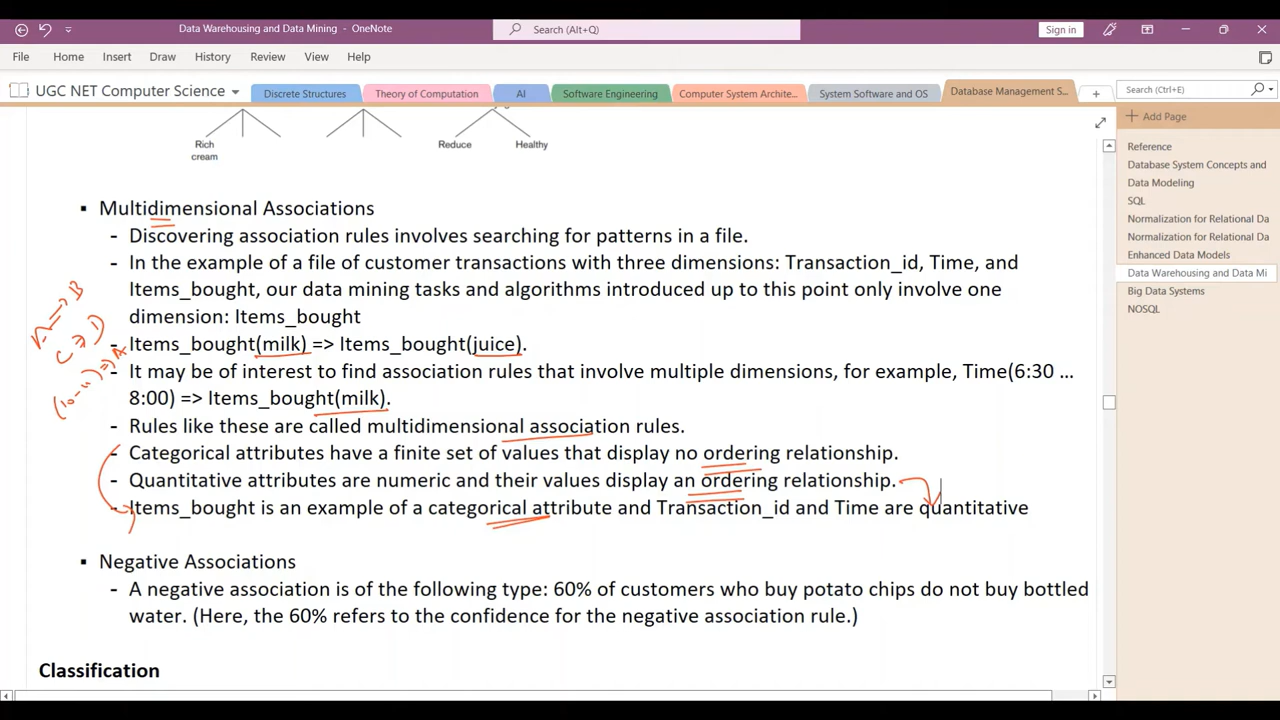 Data Warehousing and Data Mining - OneNote
Search (Alt+Q)
Sign in
File Home Insert Draw History Review View Help
UGC NET Computer Science
Discrete Structures
Theory of Computation
AI
Software Engineering
Computer System Archite...
System Software and OS
Database Management S...
Search (Ctrl+E)
Add Page
Reference
Database System Concepts and
Data Modeling
SQL
Normalization for Relational Da
Normalization for Relational Da
Enhanced Data Models
Data Warehousing and Data Mi
Big Data Systems
NOSQL
Rich
cream
Reduce
Healthy
▪ Multidimensional Associations
- Discovering association rules involves searching for patterns in a file.
- In the example of a file of customer transactions with three dimensions: Transaction_id, Time, and
Items_bought, our data mining tasks and algorithms introduced up to this point only involve one
dimension: Items_bought
- Items_bought(milk) => Items_bought(juice).
- It may be of interest to find association rules that involve multiple dimensions, for example, Time(6:30 ...
8:00) => Items_bought(milk).
- Rules like these are called multidimensional association rules.
- Categorical attributes have a finite set of values that display no ordering relationship.
- Quantitative attributes are numeric and their values display an ordering relationship.
- Items_bought is an example of a categorical attribute and Transaction_id and Time are quantitative
▪ Negative Associations
- A negative association is of the following type: 60% of customers who buy potato chips do not buy bottled
water. (Here, the 60% refers to the confidence for the negative association rule.)
Classification